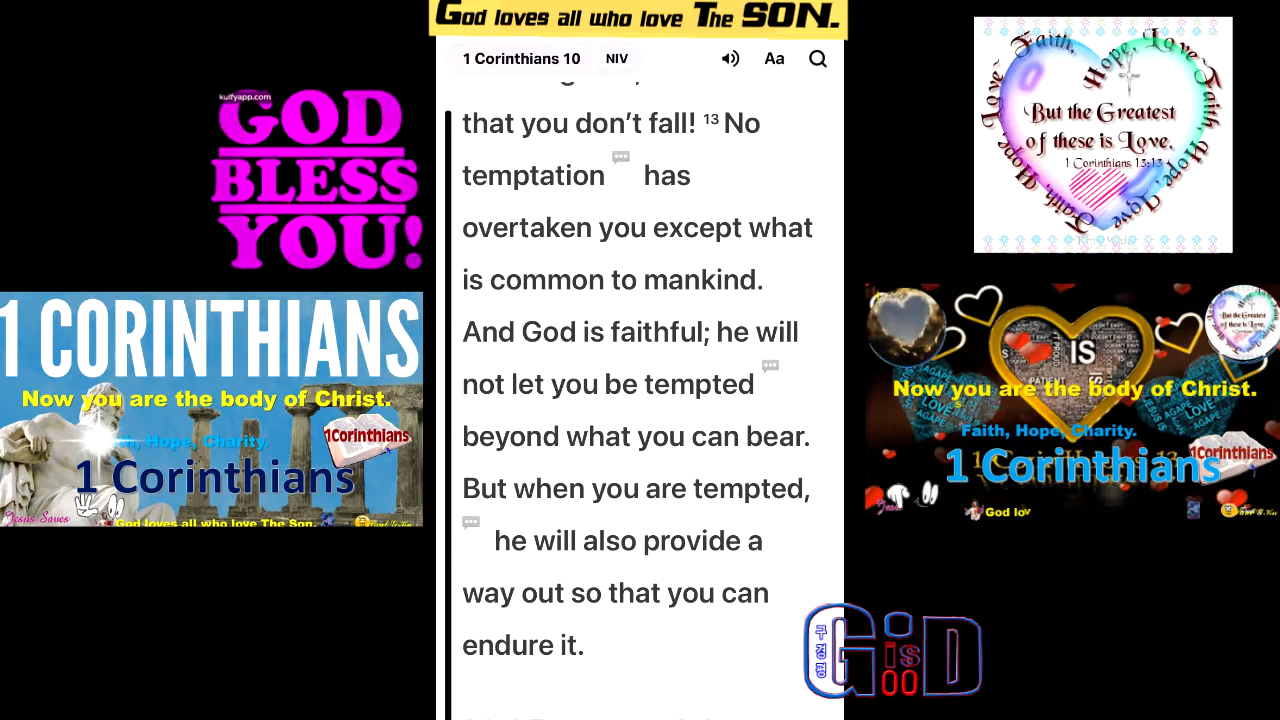 God loves all who love The SON.
1 Corinthians 10 NIV Aa
that you don't fall! 13 No
temptation has
overtaken you except what
is common to mankind.
And God is faithful; he will
not let you be tempted
beyond what you can bear.
But when you are tempted,
he will also provide a
way out so that you can
endure it.
kulfyapp.com
GOD
BLESS
YOU!
1 CORINTHIANS
Now you are the body of Christ.
Hope, Charity.
1Corinthians
1 Corinthians
Jesus Saves
God loves all who love The Son.
Faith, Hope, Love
But the Greatest
of these is Love.
1 Corinthians 13:13
IS
Now you are the body of Christ.
Faith, Hope, Charity.
1Corinthians
1 Corinthians
God lov
GisD